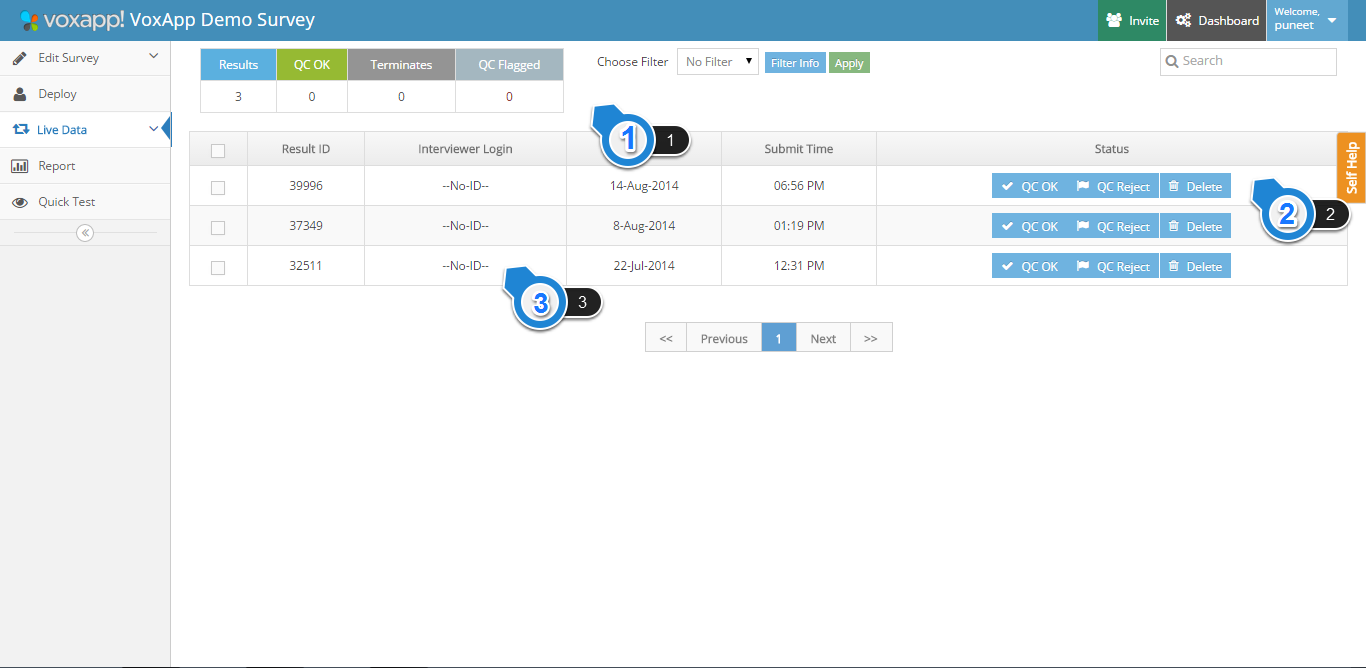 voxapp! VoxApp Demo Survey
Invite
Dashboard
Welcome,
puneet
Edit Survey
Deploy
Live Data
Report
Quick Test
Results QC OK Terminates QC Flagged
3 0 0 0
Choose Filter No Filter Filter Info Apply
Search
Result ID Interviewer Login Submit Time Status
39996 --No-ID-- 14-Aug-2014 06:56 PM QC OK QC Reject Delete
37349 --No-ID-- 8-Aug-2014 01:19 PM QC OK QC Reject Delete
32511 --No-ID-- 22-Jul-2014 12:31 PM QC OK QC Reject Delete
1 1
2 2
3 3
<< Previous 1 Next >>
Self Help